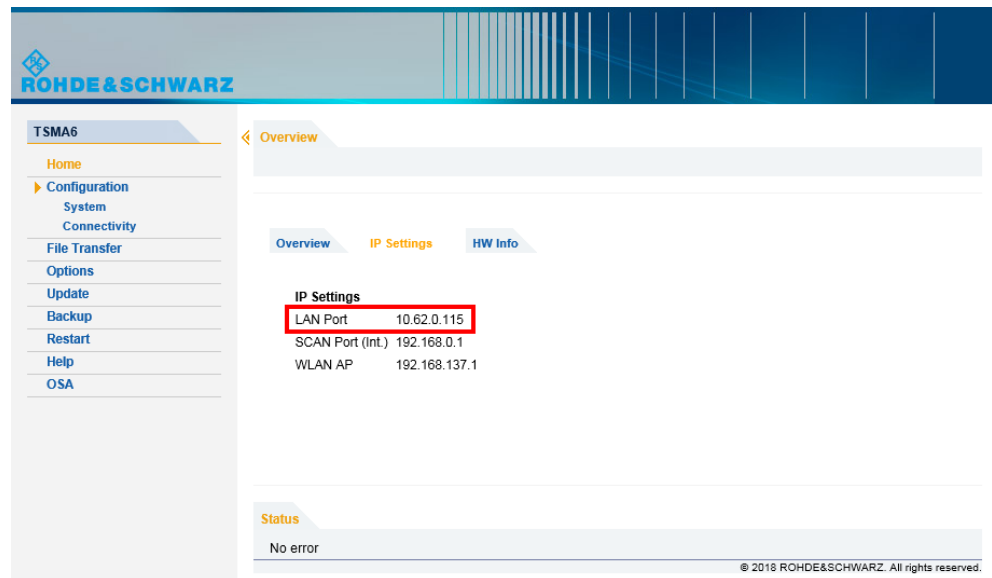 ROHDE&SCHWARZ
TSMA6
Home
Configuration
System
Connectivity
File Transfer
Options
Update
Backup
Restart
Help
OSA
Overview
Overview IP Settings HW Info
IP Settings
LAN Port 10.62.0.115
SCAN Port (Int.) 192.168.0.1
WLAN AP 192.168.137.1
Status
No error
© 2018 ROHDE&SCHWARZ. All rights reserved.